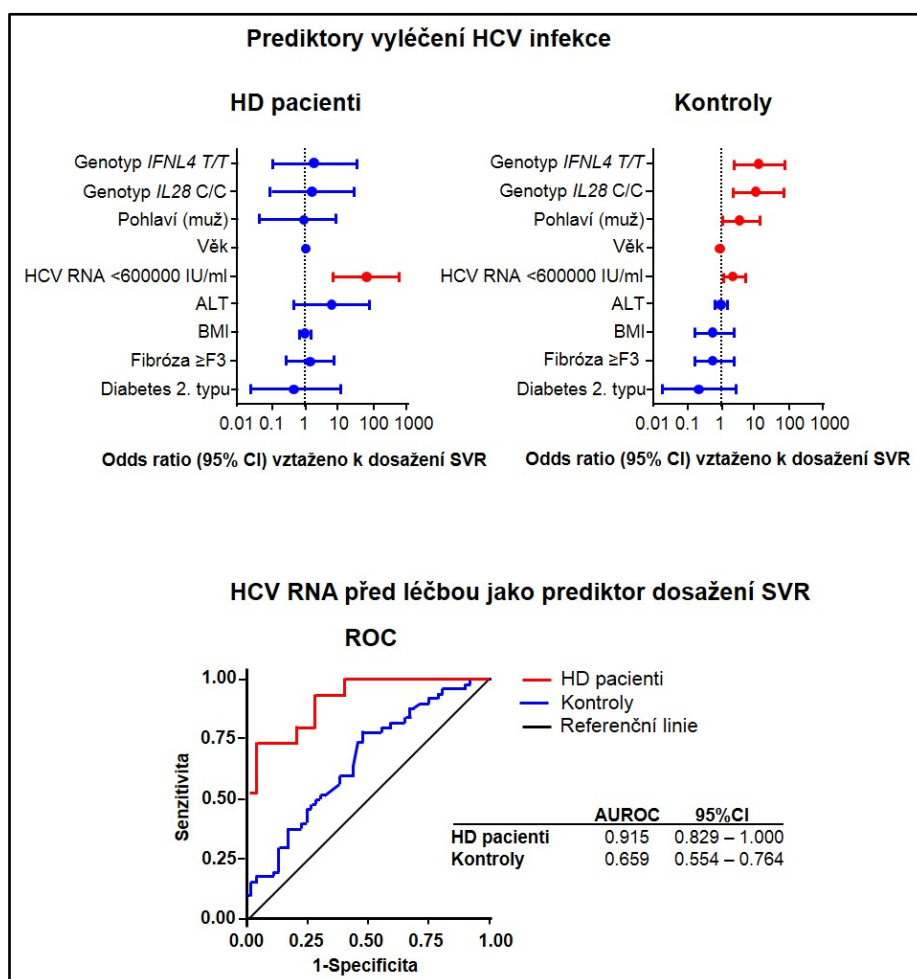 Prediktory vyléčení HCV infekce
HD pacienti
Genotyp IFNL4 T/T
Genotyp IL28 C/C
Pohlaví (muž)
Věk
HCV RNA <600000 IU/ml
ALT
BMI
Fibróza ≥F3
Diabetes 2. typu
0.01 0.1 1 10 100 1000
Odds ratio (95% CI) vztaženo k dosažení SVR
Kontroly
Genotyp IFNL4 T/T
Genotyp IL28 C/C
Pohlaví (muž)
Věk
HCV RNA <600000 IU/ml
ALT
BMI
Fibróza ≥F3
Diabetes 2. typu
0.01 0.1 1 10 100 1000
Odds ratio (95% CI) vztaženo k dosažení SVR
HCV RNA před léčbou jako prediktor dosažení SVR
ROC
Senzitivita
1.00
0.75
0.50
0.25
0.00
0.00 0.25 0.50 0.75 1.00
1-Specificita
HD pacienti
Kontroly
Referenční linie
AUROC 95%CI
HD pacienti 0.915 0.829 – 1.000
Kontroly 0.659 0.554 – 0.764